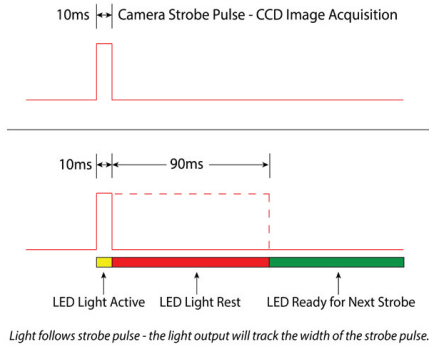 10ms Camera Strobe Pulse - CCD Image Acquisition
10ms 90ms
LED Light Active LED Light Rest LED Ready for Next Strobe
Light follows strobe pulse - the light output will track the width of the strobe pulse.